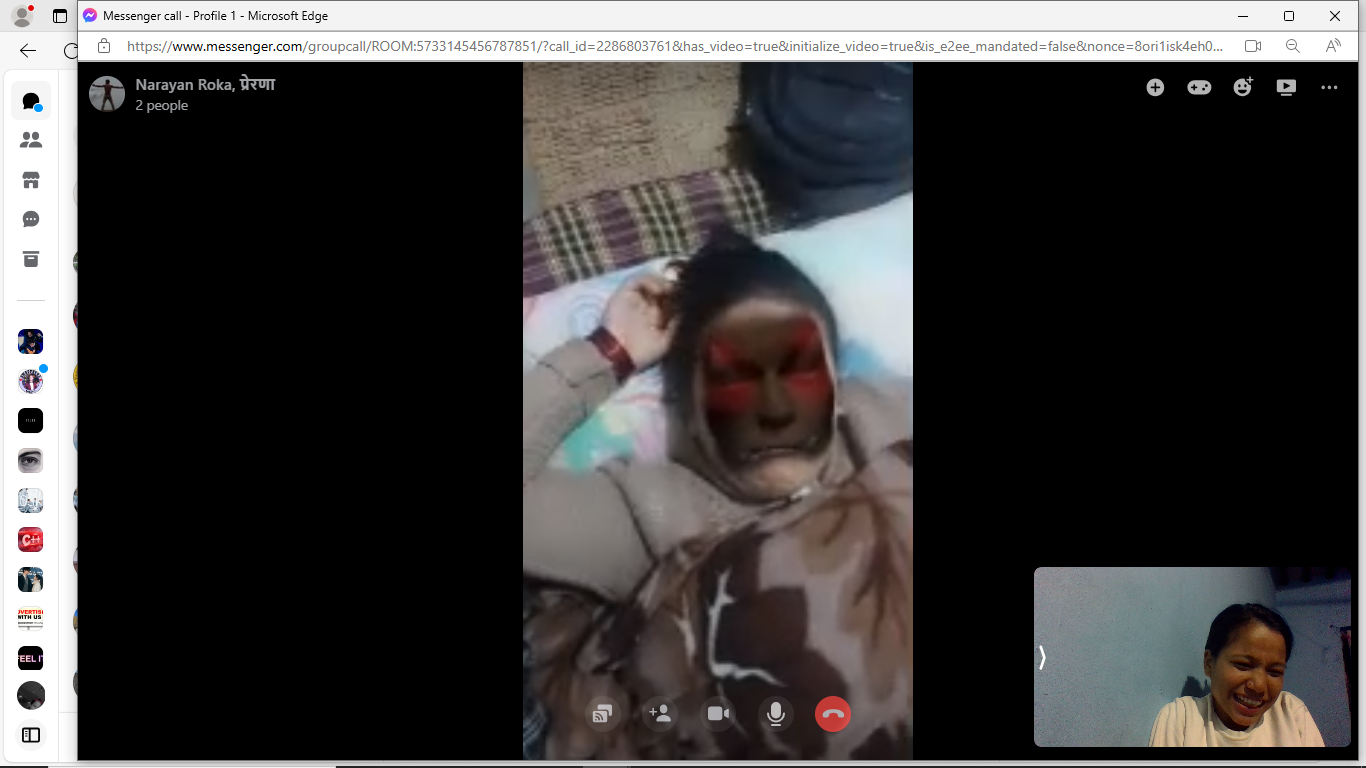 Messenger call - Profile 1 - Microsoft Edge
https://www.messenger.com/groupcall/ROOM:5733145456787851/?call_id=2286803761&has_video=true&initialize_video=true&is_e2ee_mandated=false&nonce=8ori1isk4eh0...
Narayan Roka, प्रेरणा
2 people
C++
WITH US
FEEL IT